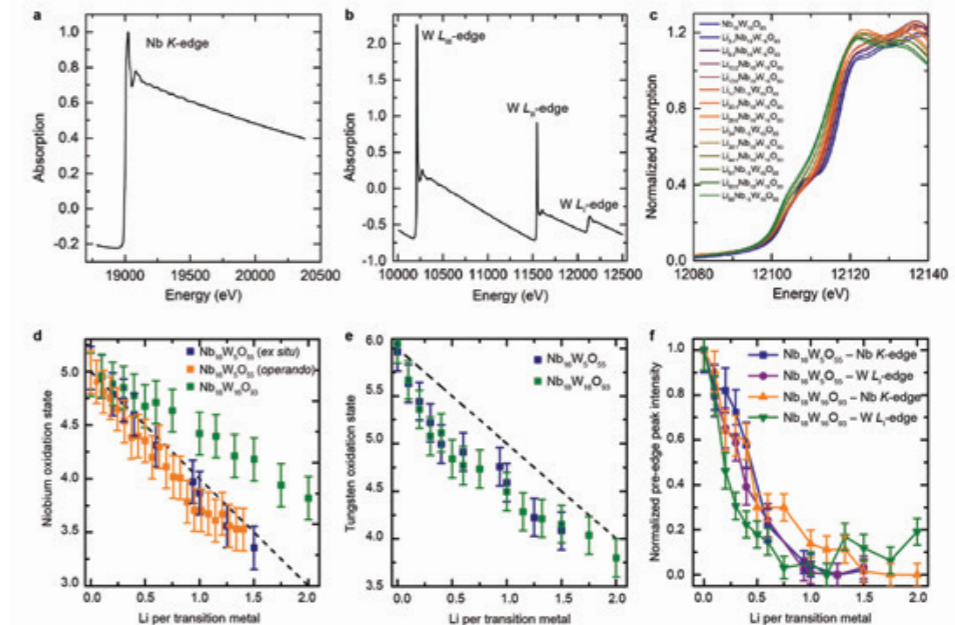 a
Nb K-edge
1.0
0.8
0.6
0.4
0.2
0.0
-0.2
Absorption
19000 19500 20000 20500
Energy (eV)
b
W LIII-edge
W LII-edge
W LI-edge
2.0
1.5
1.0
0.5
0.0
-0.5
-1.0
Absorption
10000 10500 11000 11500 12000 12500
Energy (eV)
c
Nb₁₈W₁₆O₉₃
1.2
0.8
0.4
0.0
Normalized Absorption
12080 12100 12120 12140
Energy (eV)
d
Nb₁₆W₅O₅₅ (ex situ)
Nb₁₆W₅O₅₅ (operando)
Nb₁₈W₁₆O₉₃
5.0
4.5
4.0
3.5
3.0
Niobium oxidation state
0.0 0.5 1.0 1.5 2.0
Li per transition metal
e
Nb₁₆W₅O₅₅
Nb₁₈W₁₆O₉₃
6.0
5.5
5.0
4.5
4.0
3.5
Tungsten oxidation state
0.0 0.5 1.0 1.5 2.0
Li per transition metal
f
Nb₁₆W₅O₅₅ – Nb K-edge
Nb₁₆W₅O₅₅ – W LI-edge
Nb₁₈W₁₆O₉₃ – Nb K-edge
Nb₁₈W₁₆O₉₃ – W LI-edge
1.0
0.8
0.6
0.4
0.2
0.0
Normalized pre-edge peak intensity
0.0 0.5 1.0 1.5 2.0
Li per transition metal